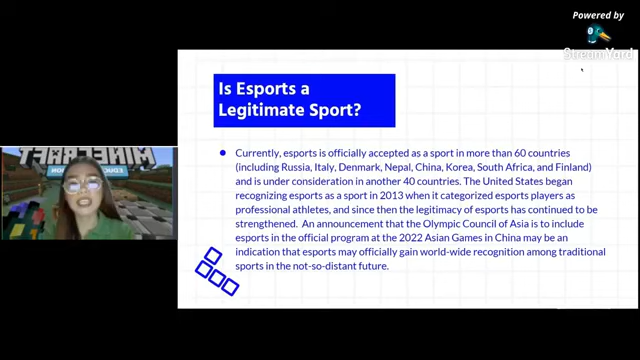 Powered by
StreamYard
Is Esports a
Legitimate Sport?
Currently, esports is officially accepted as a sport in more than 60 countries
(including Russia, Italy, Denmark, Nepal, China, Korea, South Africa, and Finland)
and is under consideration in another 40 countries. The United States began
recognizing esports as a sport in 2013 when it categorized esports players as
professional athletes, and since then the legitimacy of esports has continued to be
strengthened. An announcement that the Olympic Council of Asia is to include
esports in the official program at the 2022 Asian Games in China may be an
indication that esports may officially gain world-wide recognition among traditional
sports in the not-so-distant future.
MINECRAFT
EDUCATION